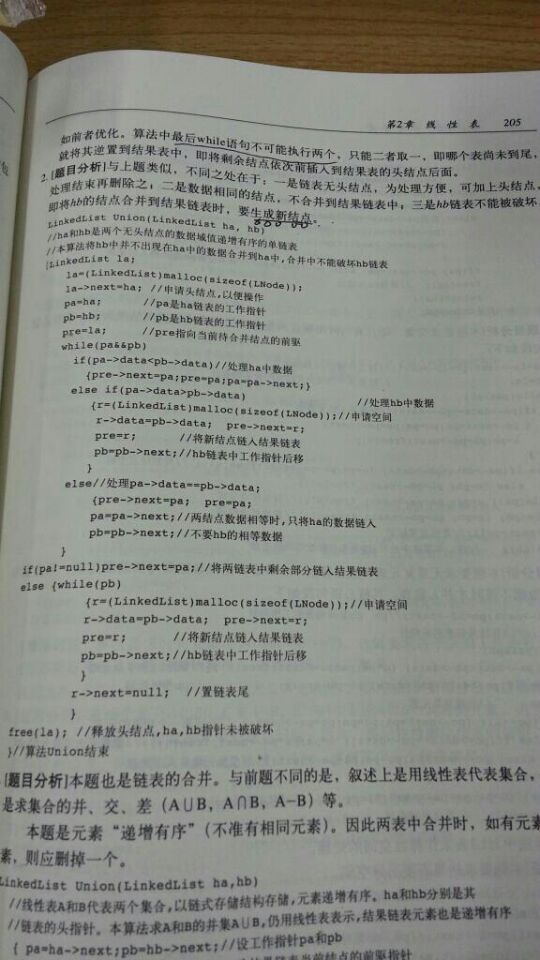 第2章 线 性 表 205
如前者优化。算法中最后while语句不可能执行两个，只能二者取一，即哪个表尚未到尾，
就将其逆置到结果表中，即将剩余结点依次前插入到结果表的头结点后面。
2. [题目分析]与上题类似，不同之处在于：一是链表无头结点，为处理方便，可加上头结点，
处理结束再删除之；二是数据相同的结点，不合并到结果链表中；三是hb链表不能被破坏，
即将hb的结点合并到结果链表时，要生成新结点。
LinkedList Union(LinkedList ha, hb)
//ha和hb是两个无头结点的数据域值递增有序的单链表
//本算法将hb中并不出现在ha中的数据合并到ha中,合并中不能破坏hb链表
{LinkedList la;
la=(LinkedList)malloc(sizeof(LNode));
la->next=ha; //申请头结点,以便操作
pa=ha; //pa是ha链表的工作指针
pb=hb; //pb是hb链表的工作指针
pre=la; //pre指向当前待合并结点的前驱
while(pa&&pb)
if(pa->data<pb->data)//处理ha中数据
{pre->next=pa;pre=pa;pa=pa->next;}
else if(pa->data>pb->data) //处理hb中数据
{r=(LinkedList)malloc(sizeof(LNode));//申请空间
r->data=pb->data; pre->next=r;
pre=r; //将新结点链入结果链表
pb=pb->next;//hb链表中工作指针后移
}
else//处理pa->data==pb->data;
{pre->next=pa; pre=pa;
pa=pa->next;//两结点数据相等时,只将ha的数据链入
pb=pb->next;//不要hb的相等数据
}
if(pa!=null)pre->next=pa;//将两链表中剩余部分链入结果链表
else {while(pb)
{r=(LinkedList)malloc(sizeof(LNode));//申请空间
r->data=pb->data; pre->next=r;
pre=r; //将新结点链入结果链表
pb=pb->next;//hb链表中工作指针后移
}
r->next=null; //置链表尾
}
free(la); //释放头结点,ha,hb指针未被破坏
}//算法Union结束
[题目分析]本题也是链表的合并。与前题不同的是，叙述上是用线性表代表集合，
是求集合的并、交、差（A∪B，A∩B，A-B）等。
本题是元素“递增有序”（不准有相同元素）。因此两表中合并时，如有元素
素，则应删掉一个。
LinkedList Union(LinkedList ha,hb)
//线性表A和B代表两个集合,以链式存储结构存储,元素递增有序。ha和hb分别是其
//链表的头指针。本算法求A和B的并集A∪B,仍用线性表表示,结果链表元素也是递增有序
{ pa=ha->next;pb=hb->next;//设工作指针pa和pb
结果链表当前结点的前驱指针